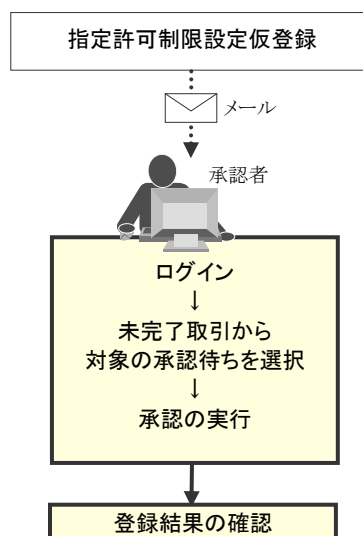 指定許可制限設定仮登録
メール
承認者
ログイン
↓
未完了取引から
対象の承認待ちを選択
↓
承認の実行
登録結果の確認